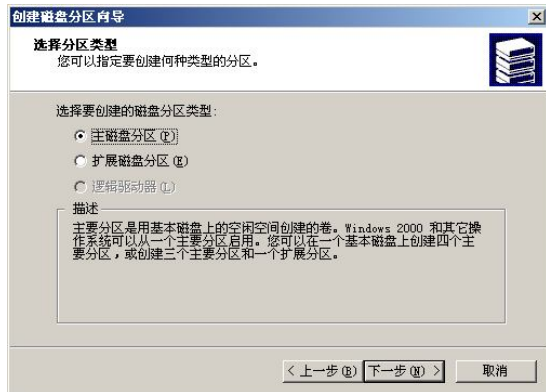 创建磁盘分区向导
选择分区类型
您可以指定要创建何种类型的分区。
选择要创建的磁盘分区类型:
主磁盘分区(P)
扩展磁盘分区(E)
逻辑驱动器(L)
描述
主要分区是用基本磁盘上的空闲空间创建的卷。Windows 2000 和其它操
作系统可以从一个主要分区启用。您可以在一个基本磁盘上创建四个主
要分区，或创建三个主要分区和一个扩展分区。
< 上一步(B) 下一步(N) > 取消